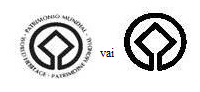 PATRIMONIO MUNDIAL • WORLD HERITAGE • PATRIMOINE MONDIAL •
vai